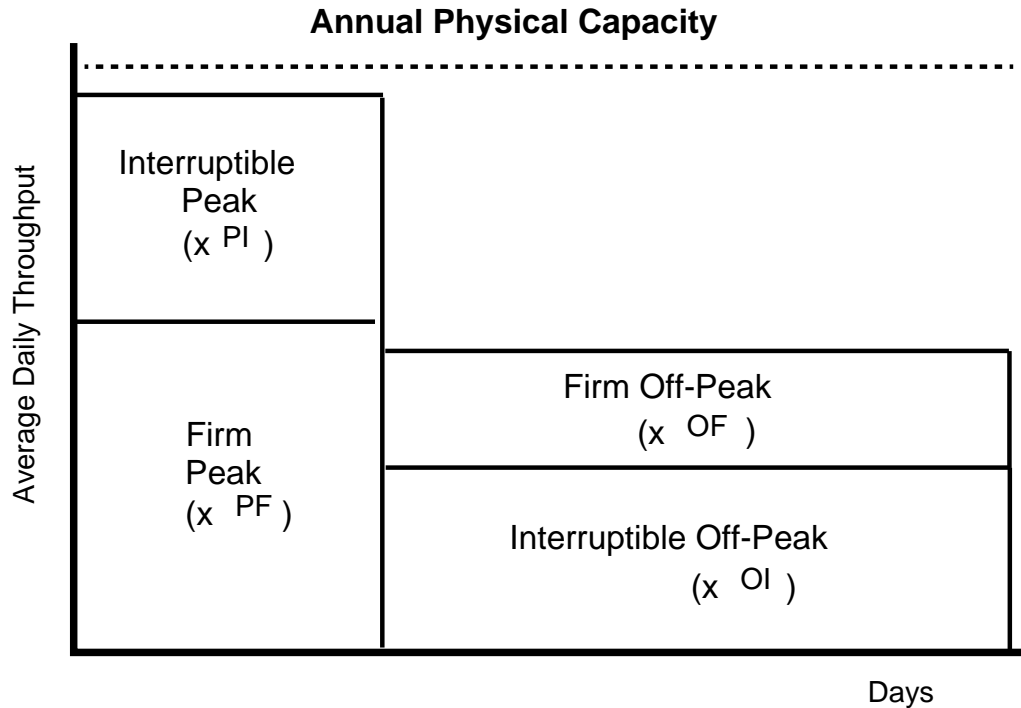 Annual Physical Capacity
Average Daily Throughput
Interruptible
Peak
(x PI )
Firm
Peak
(x PF )
Firm Off-Peak
(x OF )
Interruptible Off-Peak
(x OI )
Days